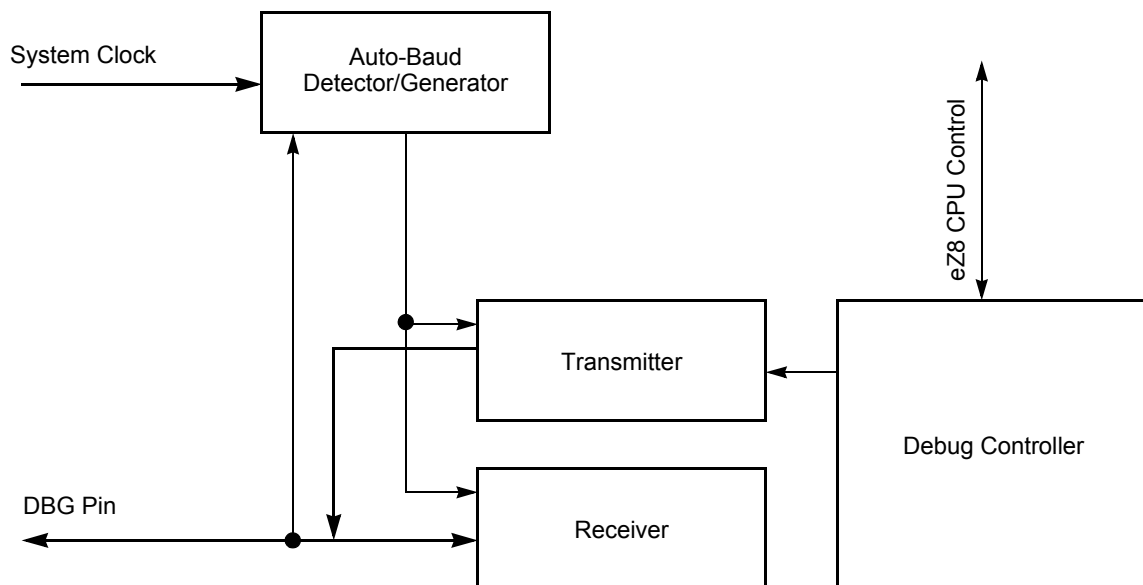 System Clock
Auto-Baud
Detector/Generator
eZ8 CPU Control
Transmitter
Debug Controller
DBG Pin
Receiver